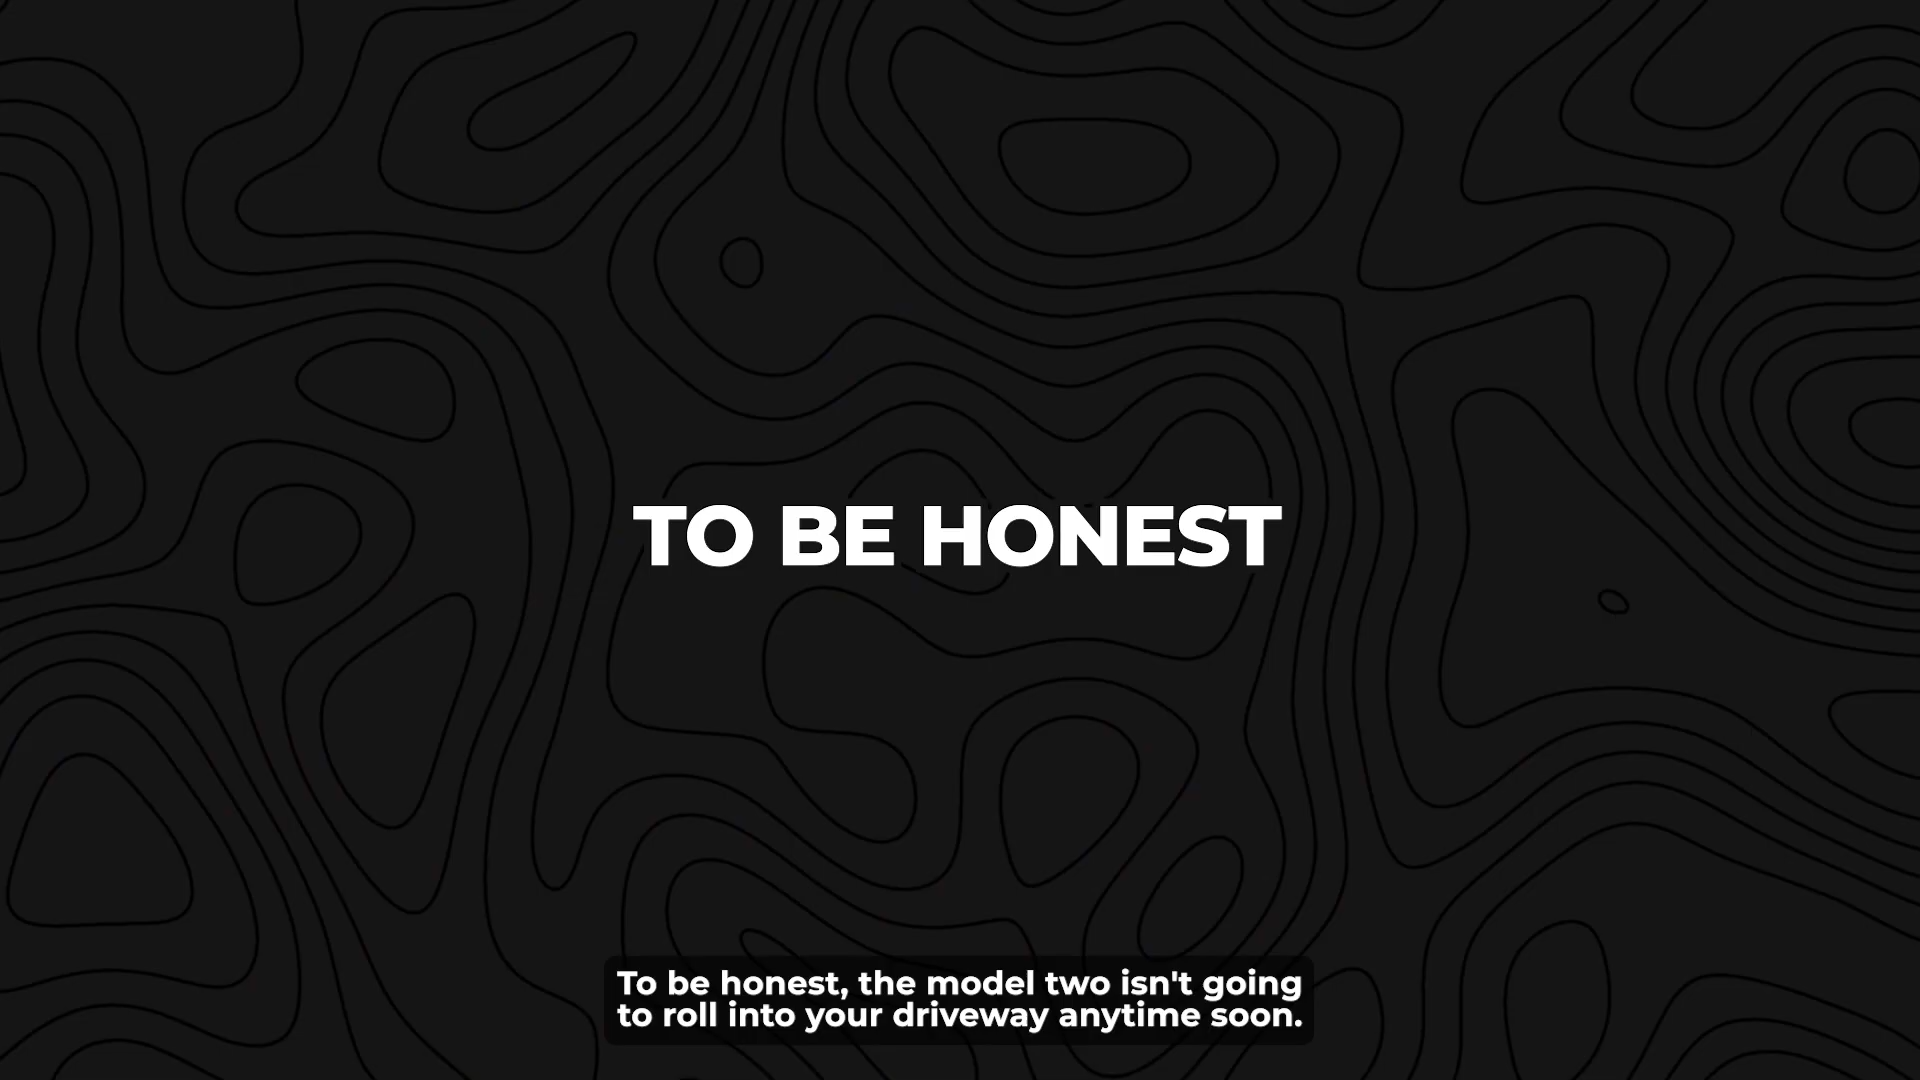 TO BE HONEST
To be honest, the model two isn't going
to roll into your driveway anytime soon.